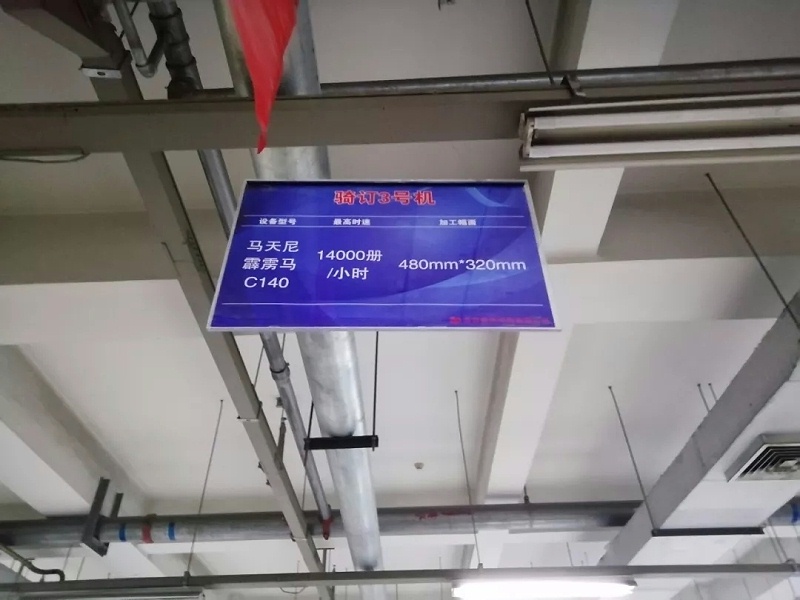 骑订3号机
设备型号 最高时速 加工幅面
马天尼
霹雳马
C140
14000册
/小时
480mm*320mm